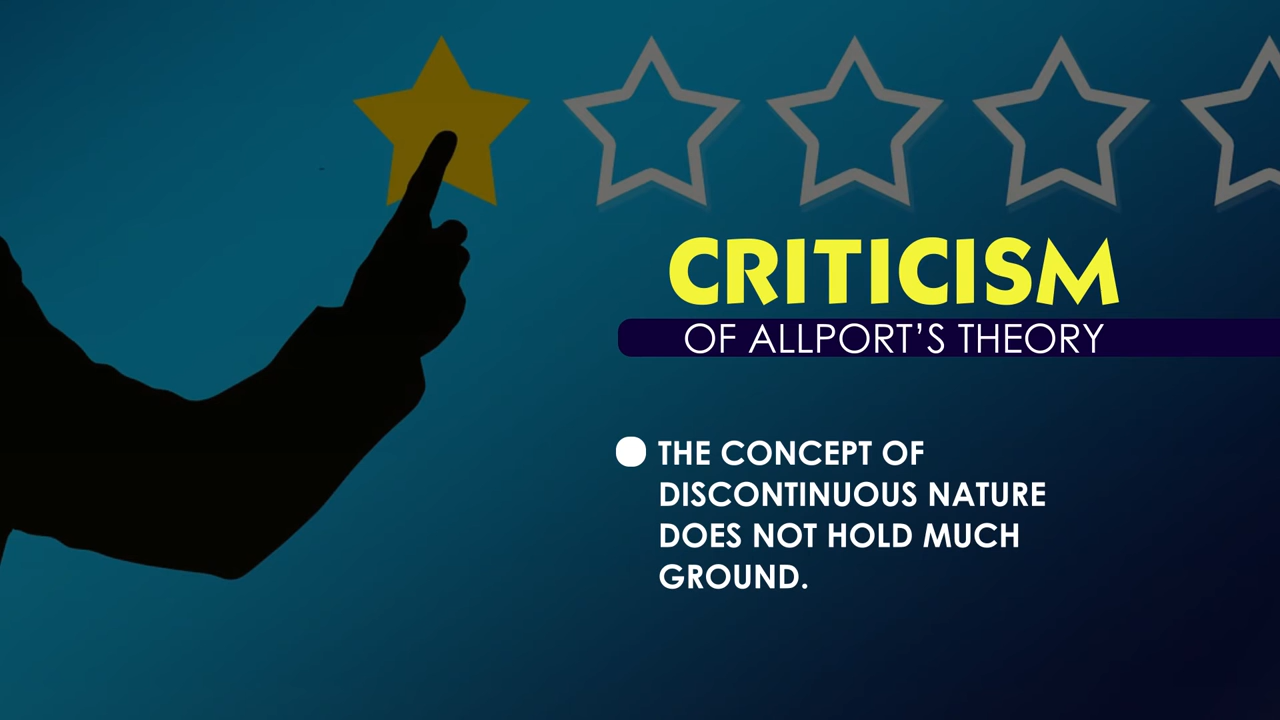 CRITICISM
OF ALLPORT’S THEORY
THE CONCEPT OF
DISCONTINUOUS NATURE
DOES NOT HOLD MUCH
GROUND.